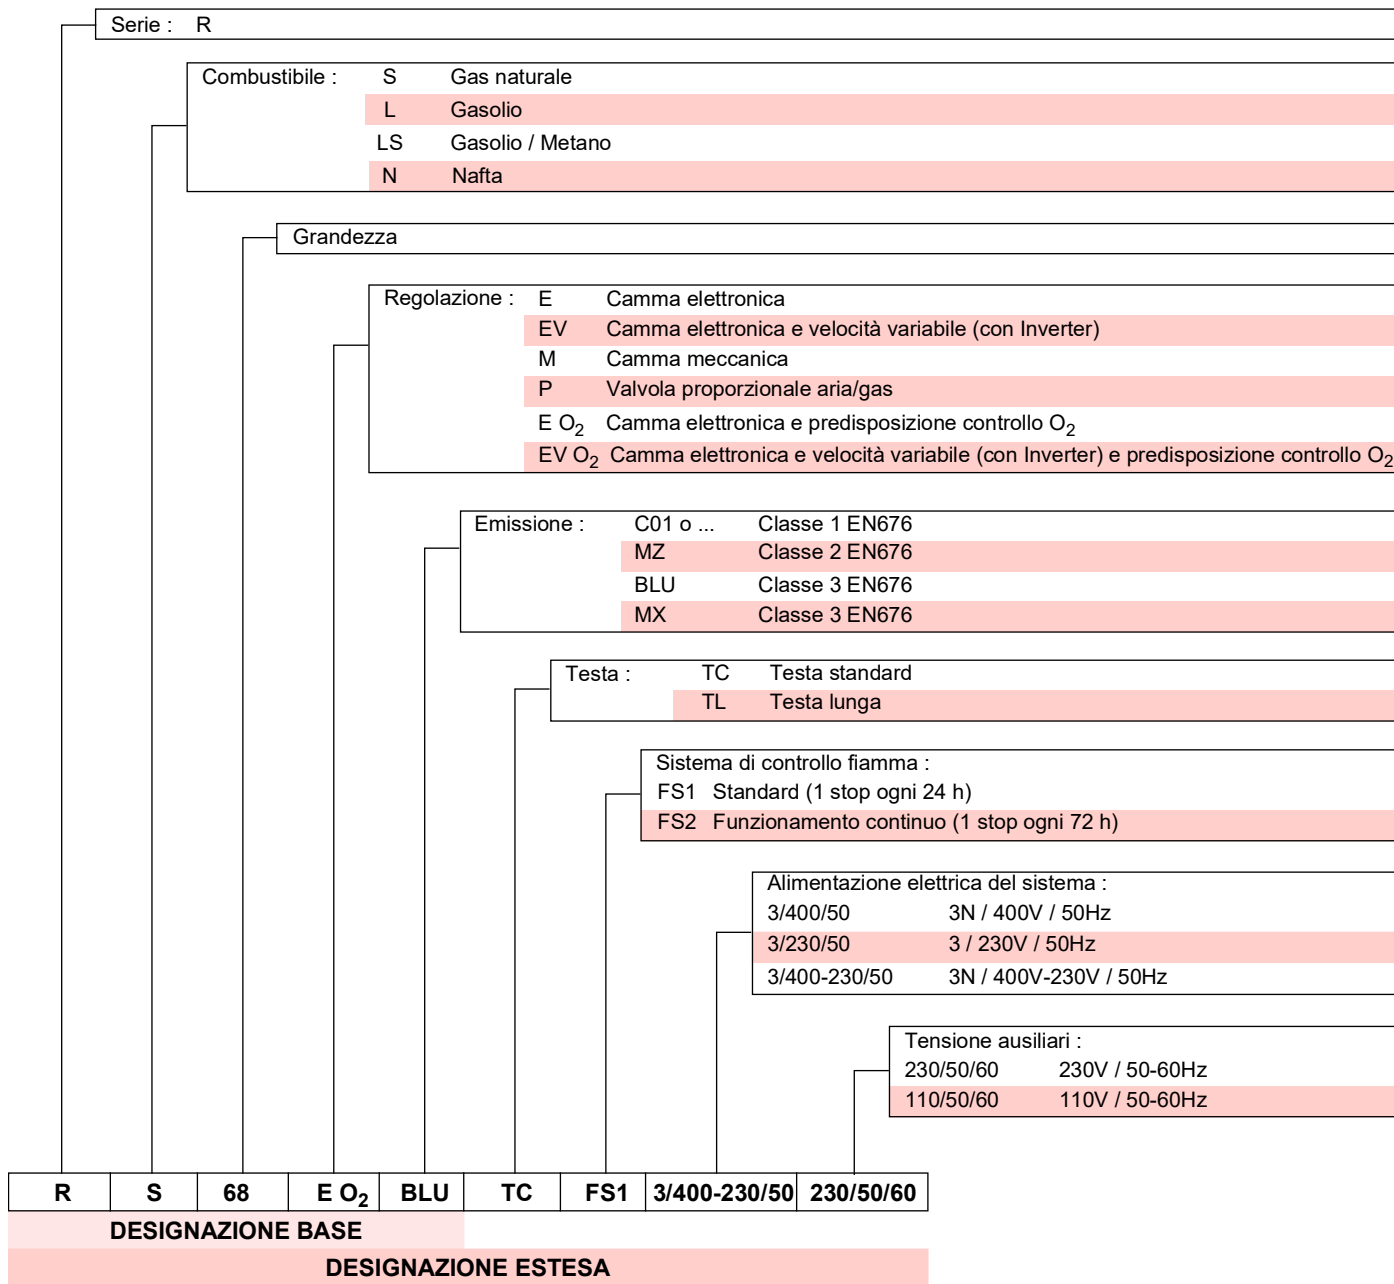 Serie : R
Combustibile : S Gas naturale
L Gasolio
LS Gasolio / Metano
N Nafta
Grandezza
Regolazione : E Camma elettronica
EV Camma elettronica e velocità variabile (con Inverter)
M Camma meccanica
P Valvola proporzionale aria/gas
E O₂ Camma elettronica e predisposizione controllo O₂
EV O₂ Camma elettronica e velocità variabile (con Inverter) e predisposizione controllo O₂
Emissione : C01 o ... Classe 1 EN676
MZ Classe 2 EN676
BLU Classe 3 EN676
MX Classe 3 EN676
Testa : TC Testa standard
TL Testa lunga
Sistema di controllo fiamma :
FS1 Standard (1 stop ogni 24 h)
FS2 Funzionamento continuo (1 stop ogni 72 h)
Alimentazione elettrica del sistema :
3/400/50 3N / 400V / 50Hz
3/230/50 3 / 230V / 50Hz
3/400-230/50 3N / 400V-230V / 50Hz
Tensione ausiliari :
230/50/60 230V / 50-60Hz
110/50/60 110V / 50-60Hz
R S 68 E O₂ BLU TC FS1 3/400-230/50 230/50/60
DESIGNAZIONE BASE
DESIGNAZIONE ESTESA